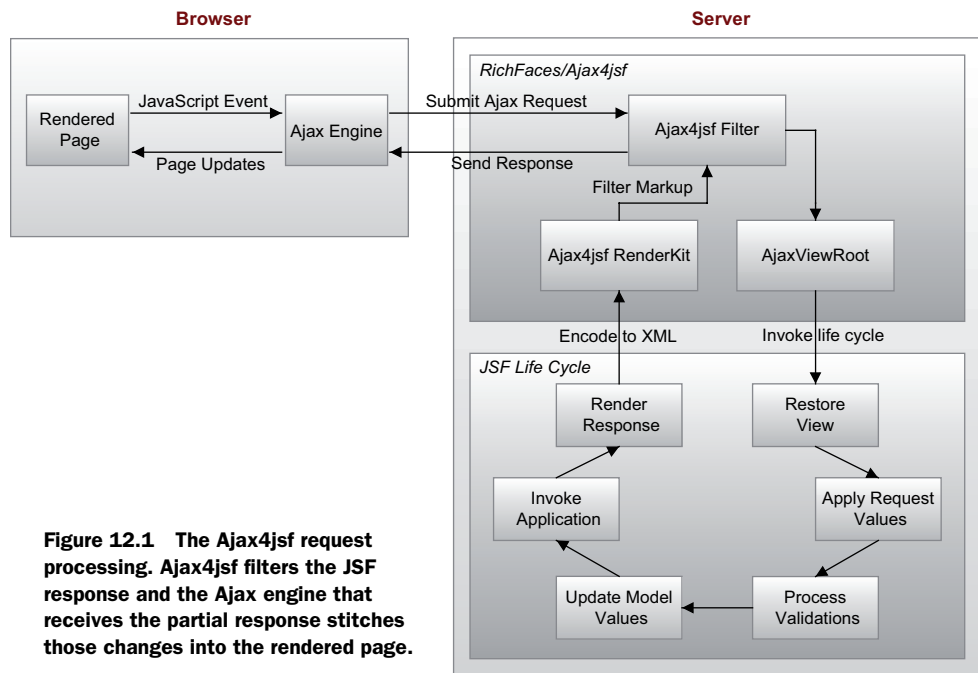 Browser
Server
RichFaces/Ajax4jsf
Rendered
Page
JavaScript Event
Page Updates
Ajax Engine
Submit Ajax Request
Send Response
Ajax4jsf Filter
Filter Markup
Ajax4jsf RenderKit
AjaxViewRoot
Encode to XML
Invoke life cycle
JSF Life Cycle
Render
Response
Restore
View
Invoke
Application
Apply Request
Values
Update Model
Values
Process
Validations
Figure 12.1 The Ajax4jsf request
processing. Ajax4jsf filters the JSF
response and the Ajax engine that
receives the partial response stitches
those changes into the rendered page.